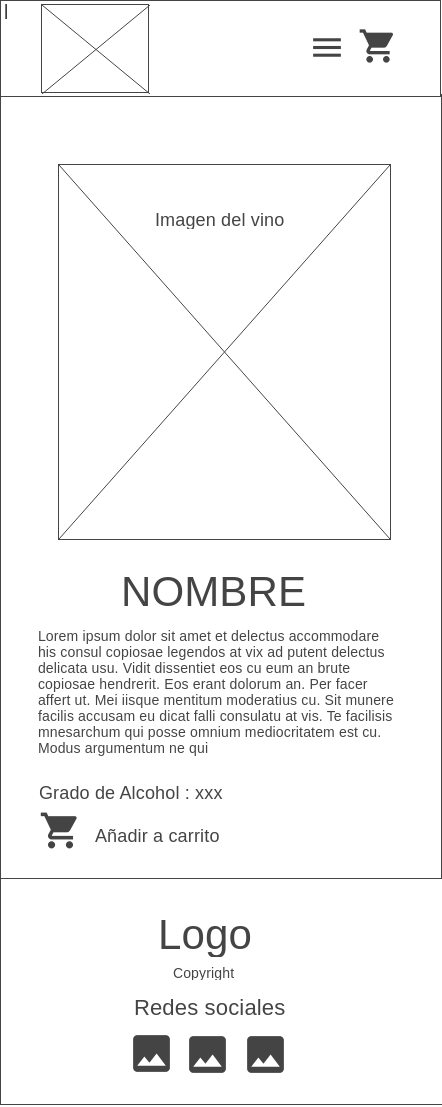 Imagen del vino
NOMBRE
Lorem ipsum dolor sit amet et delectus accommodare
his consul copiosae legendos at vix ad putent delectus
delicata usu. Vidit dissentiet eos cu eum an brute
copiosae hendrerit. Eos erant dolorum an. Per facer
affert ut. Mei iisque mentitum moderatius cu. Sit munere
facilis accusam eu dicat falli consulatu at vis. Te facilisis
mnesarchum qui posse omnium mediocritatem est cu.
Modus argumentum ne qui
Grado de Alcohol : xxx
Añadir a carrito
Logo
Copyright
Redes sociales